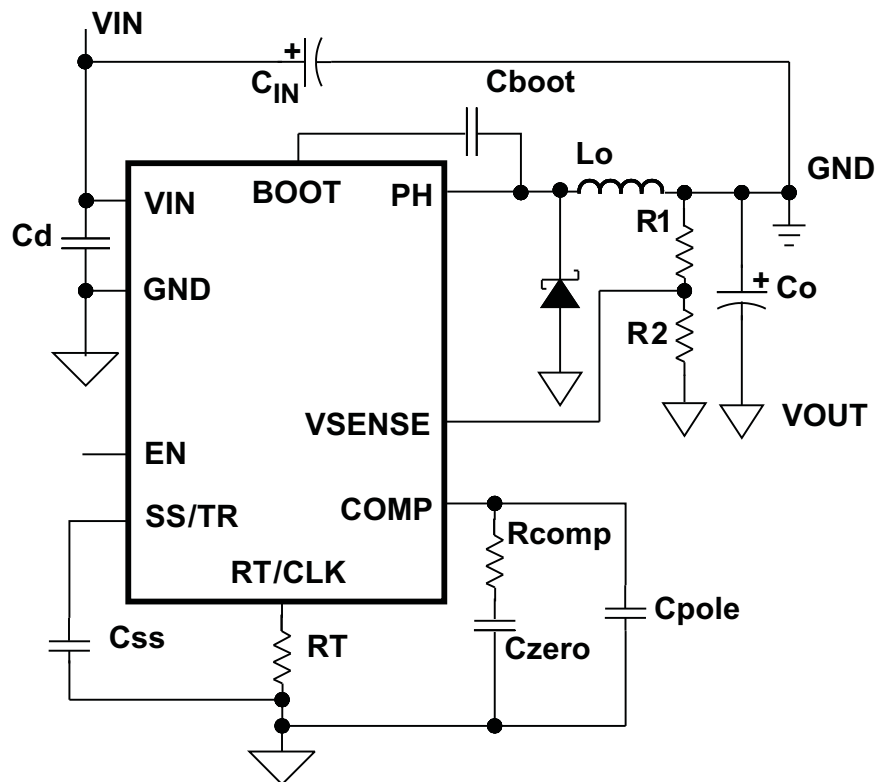 VIN
+
CIN
Cboot
Lo
GND
BOOT
PH
VIN
R1
Cd
GND
+
Co
R2
VOUT
VSENSE
EN
SS/TR
COMP
Rcomp
RT/CLK
Cpole
Css
RT
Czero